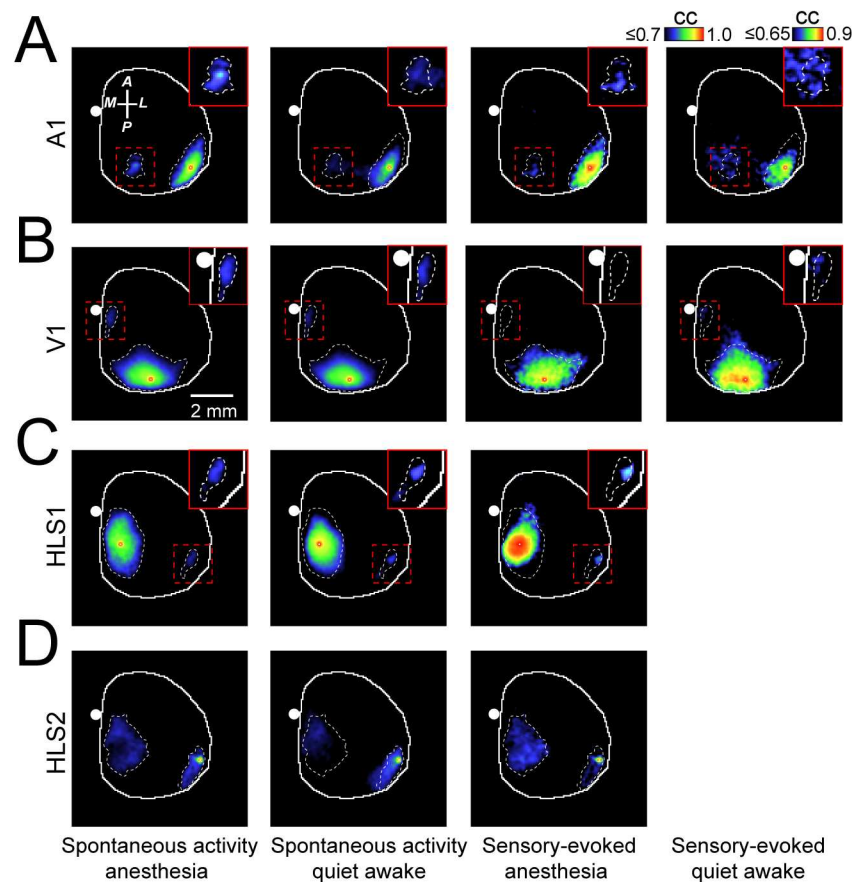 A
CC
CC
≤0.7 1.0 ≤0.65 0.9
A
M L
P
A1
B
V1
2 mm
C
HLS1
D
HLS2
Spontaneous activity
anesthesia
Spontaneous activity
quiet awake
Sensory-evoked
anesthesia
Sensory-evoked
quiet awake